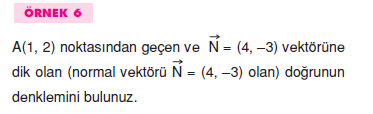 ÖRNEK 6
A(1, 2) noktasından geçen ve N⃗ = (4, –3) vektörüne
dik olan (normal vektörü N⃗ = (4, –3) olan) doğrunun
denklemini bulunuz.